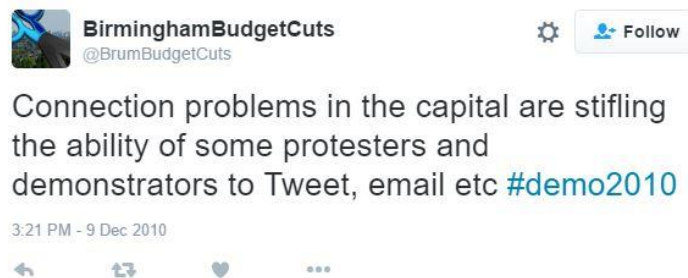 BirminghamBudgetCuts
@BrumBudgetCuts
Follow
Connection problems in the capital are stifling
the ability of some protesters and
demonstrators to Tweet, email etc #demo2010
3:21 PM - 9 Dec 2010